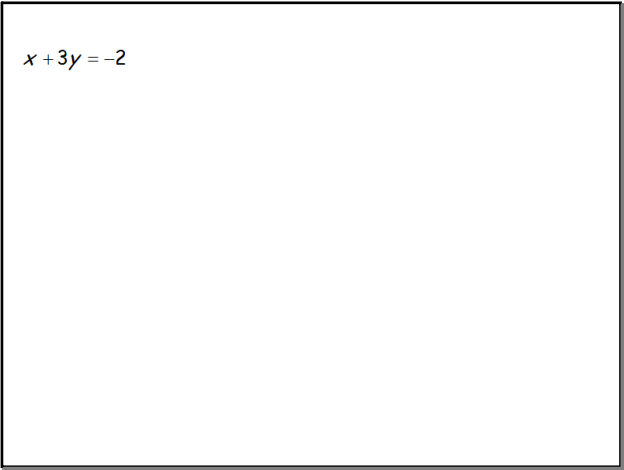 x + 3y = −2